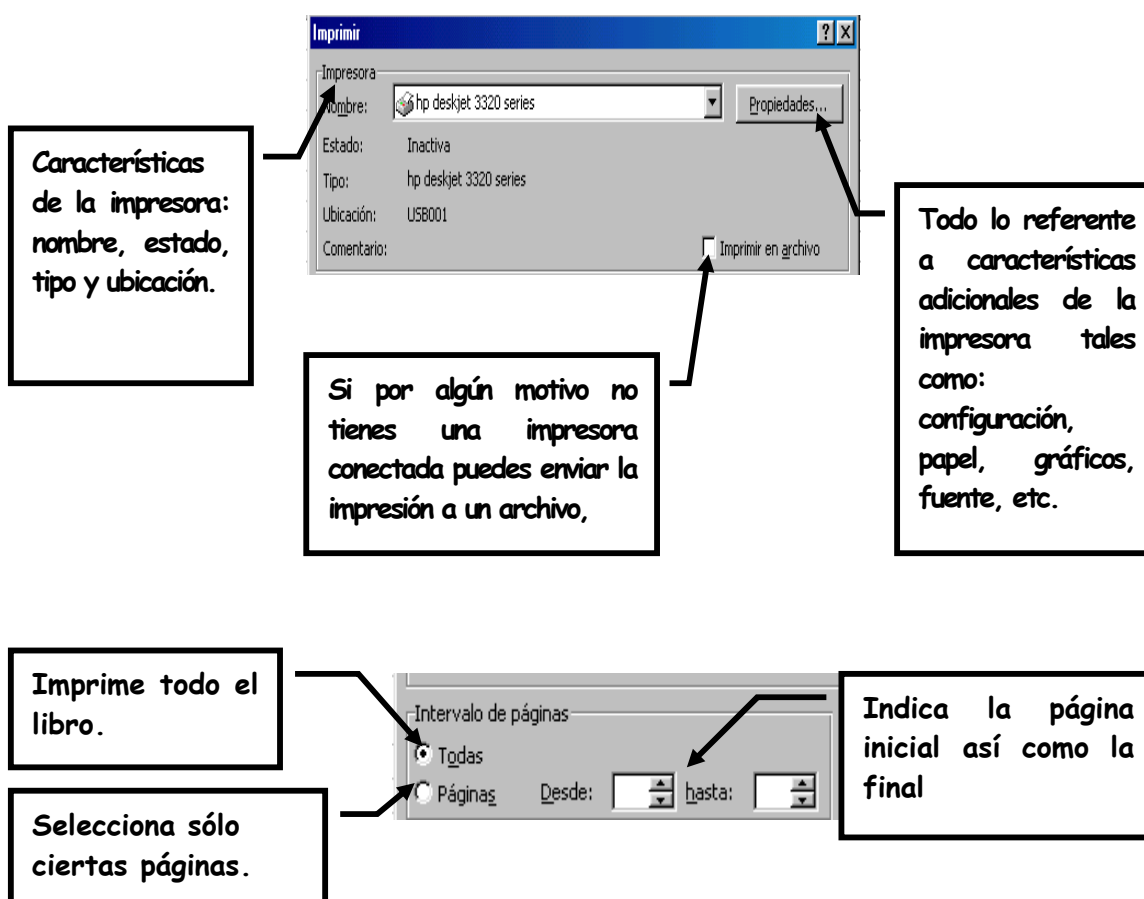 Imprimir
Impresora
Nombre: hp deskjet 3320 series Propiedades...
Estado: Inactiva
Tipo: hp deskjet 3320 series
Ubicación: USB001
Comentario: Imprimir en archivo
Características
de la impresora:
nombre, estado,
tipo y ubicación.
Todo lo referente
a características
adicionales de la
impresora tales
como:
configuración,
papel, gráficos,
fuente, etc.
Si por algún motivo no
tienes una impresora
conectada puedes enviar la
impresión a un archivo,
Imprime todo el
libro.
Selecciona sólo
ciertas páginas.
Intervalo de páginas
Todas
Páginas Desde: hasta:
Indica la página
inicial así como la
final